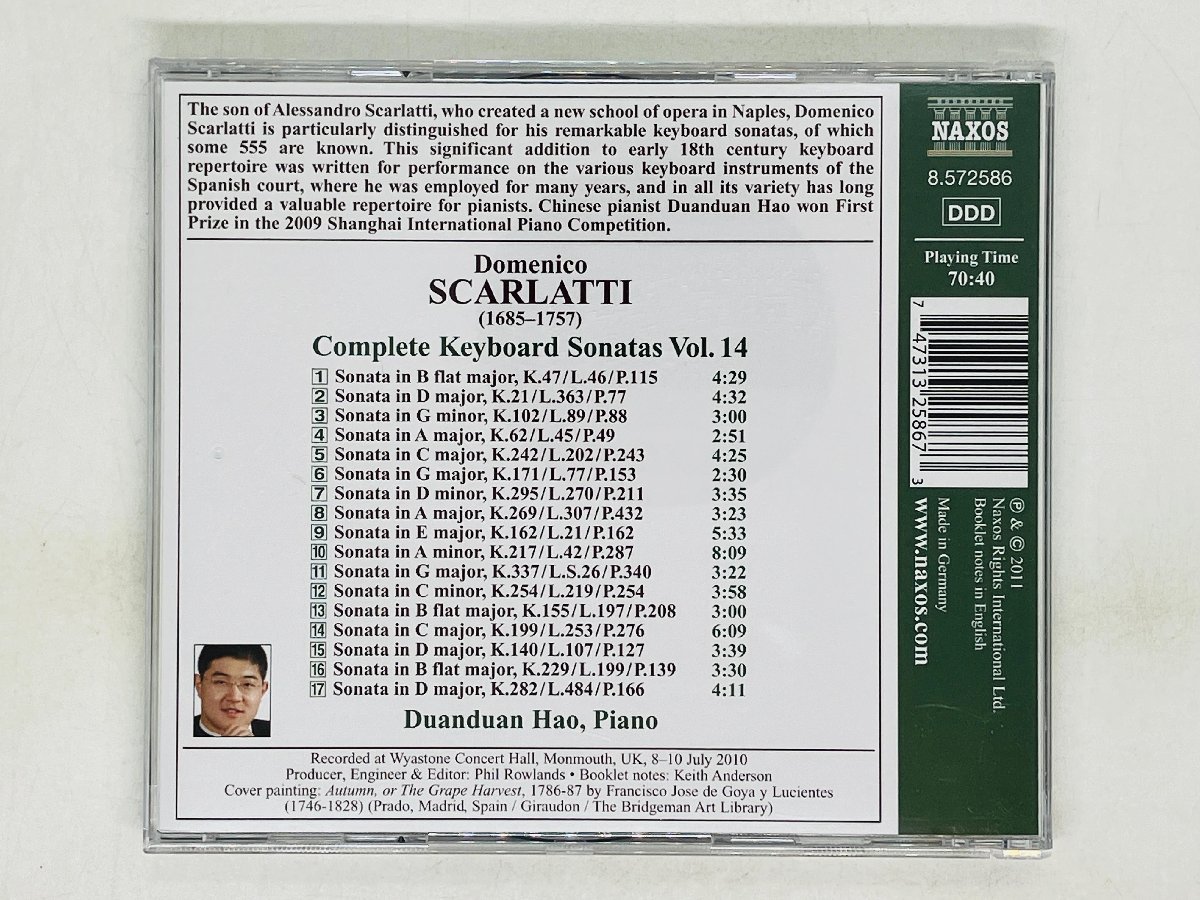 The son of Alessandro Scarlatti, who created a new school of opera in Naples, Domenico
Scarlatti is particularly distinguished for his remarkable keyboard sonatas, of which
some 555 are known. This significant addition to early 18th century keyboard
repertoire was written for performance on the various keyboard instruments of the
Spanish court, where he was employed for many years, and in all its variety has long
provided a valuable repertoire for pianists. Chinese pianist Duanduan Hao won First
Prize in the 2009 Shanghai International Piano Competition.
Domenico
SCARLATTI
(1685–1757)
Complete Keyboard Sonatas Vol. 14
1 Sonata in B flat major, K.47/L.46/P.115 4:29
2 Sonata in D major, K.21/L.363/P.77 4:32
3 Sonata in G minor, K.102/L.89/P.88 3:00
4 Sonata in A major, K.62/L.45/P.49 2:51
5 Sonata in C major, K.242/L.202/P.243 4:25
6 Sonata in G major, K.171/L.77/P.153 2:30
7 Sonata in D minor, K.295/L.270/P.211 3:35
8 Sonata in A major, K.269/L.307/P.432 3:23
9 Sonata in E major, K.162/L.21/P.162 5:33
10 Sonata in A minor, K.217/L.42/P.287 8:09
11 Sonata in G major, K.337/L.S.26/P.340 3:22
12 Sonata in C minor, K.254/L.219/P.254 3:58
13 Sonata in B flat major, K.155/L.197/P.208 3:00
14 Sonata in C major, K.199/L.253/P.276 6:09
15 Sonata in D major, K.140/L.107/P.127 3:39
16 Sonata in B flat major, K.229/L.199/P.139 3:30
17 Sonata in D major, K.282/L.484/P.166 4:11
Duanduan Hao, Piano
Recorded at Wyastone Concert Hall, Monmouth, UK, 8–10 July 2010
Producer, Engineer & Editor: Phil Rowlands • Booklet notes: Keith Anderson
Cover painting: Autumn, or The Grape Harvest, 1786-87 by Francisco Jose de Goya y Lucientes
(1746-1828) (Prado, Madrid, Spain / Giraudon / The Bridgeman Art Library)
NAXOS
8.572586
DDD
Playing Time
70:40
7 47313 25867 3
℗ & © 2011
Naxos Rights International Ltd.
Booklet notes in English
Made in Germany
www.naxos.com